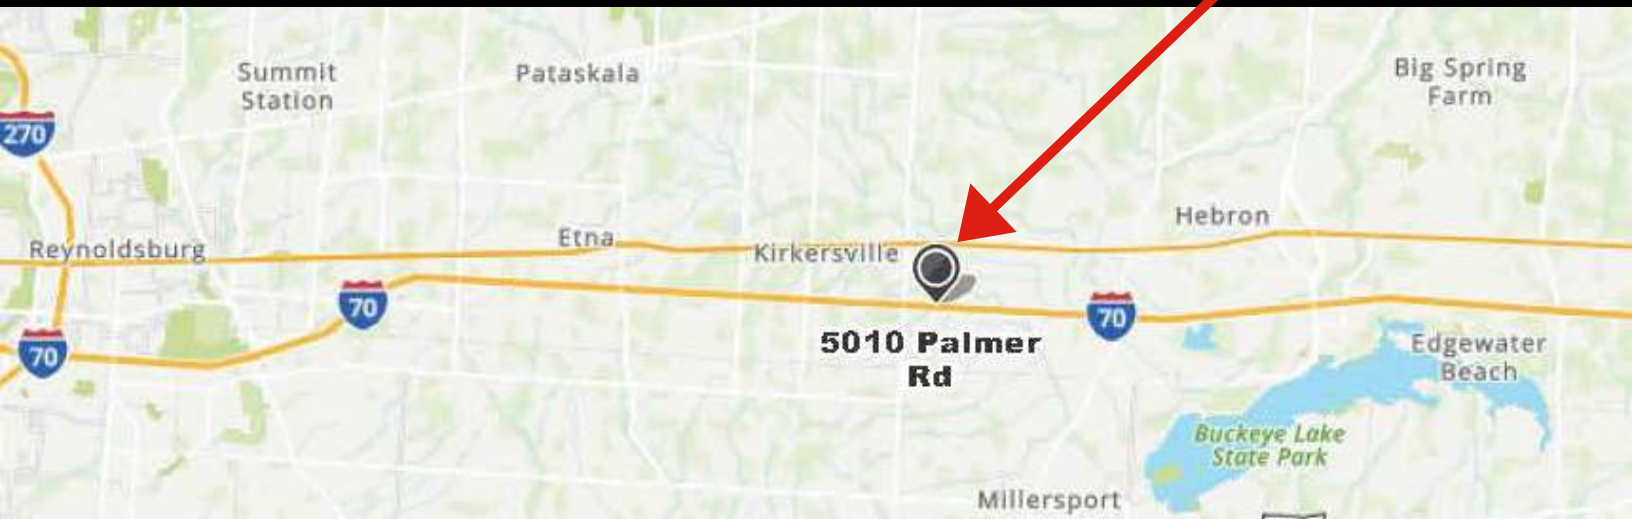 Summit
Station
Pataskala
Big Spring
Farm
270
Hebron
Etna
Reynoldsburg
Kirkersville
70
70
70
5010 Palmer
Rd
Edgewater
Beach
Buckeye Lake
State Park
Millersport